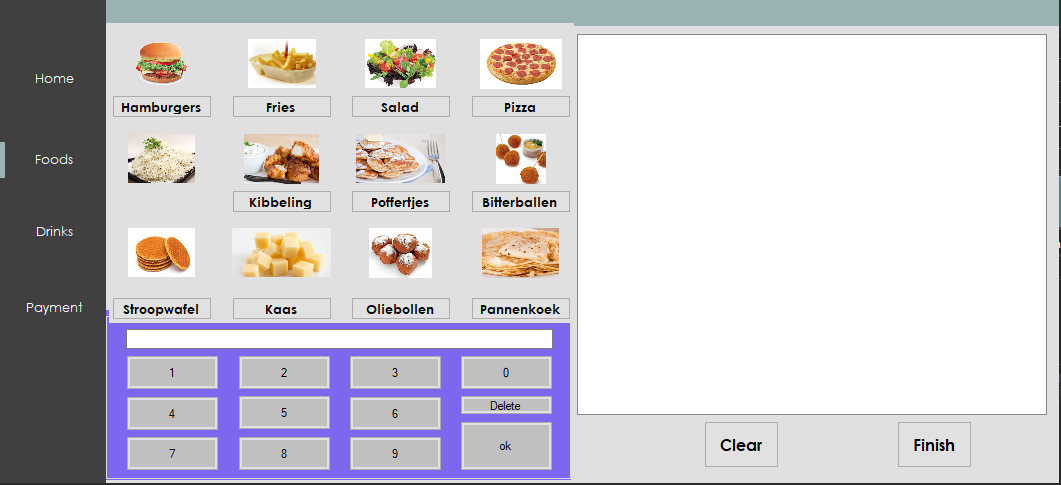 Home
Foods
Drinks
Payment
Hamburgers
Fries
Salad
Pizza
Kibbeling
Poffertjes
Bitterballen
Stroopwafel
Kaas
Oliebollen
Pannenkoek
1
2
3
0
4
5
6
Delete
7
8
9
ok
Clear
Finish